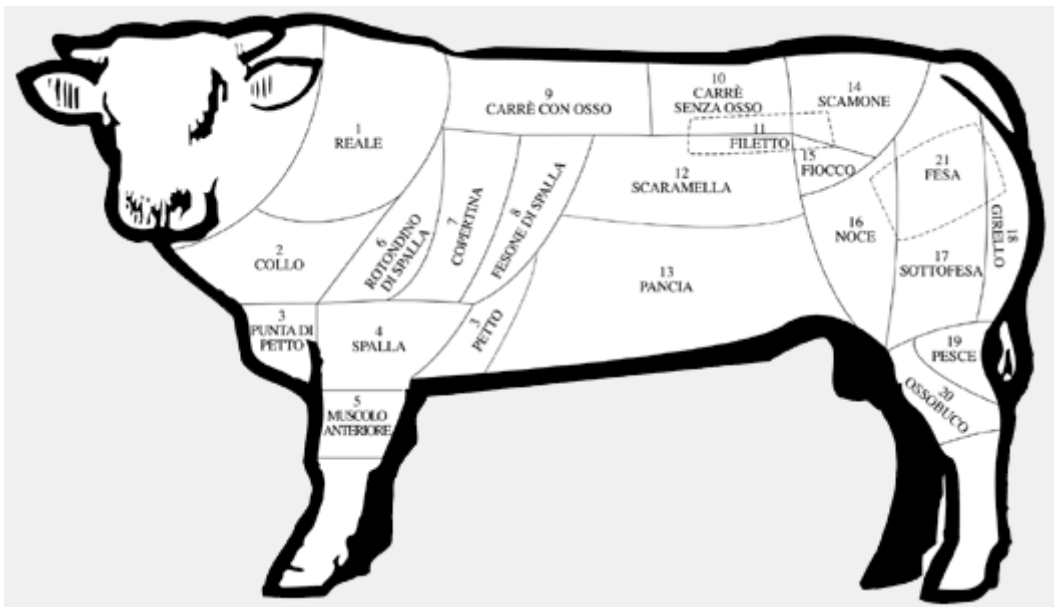 1
REALE
2
COLLO
3
PUNTA DI
PETTO
4
SPALLA
5
MUSCOLO
ANTERIORE
6
ROTONDINO
DI SPALLA
7
COPERTINA
8
FESONE DI SPALLA
3
PETTO
9
CARRÈ CON OSSO
10
CARRÈ
SENZA OSSO
11
FILETTO
12
SCARAMELLA
13
PANCIA
14
SCAMONE
15
FIOCCO
16
NOCE
17
SOTTOFESA
18
GIRELLO
19
PESCE
20
OSSOBUCO
21
FESA